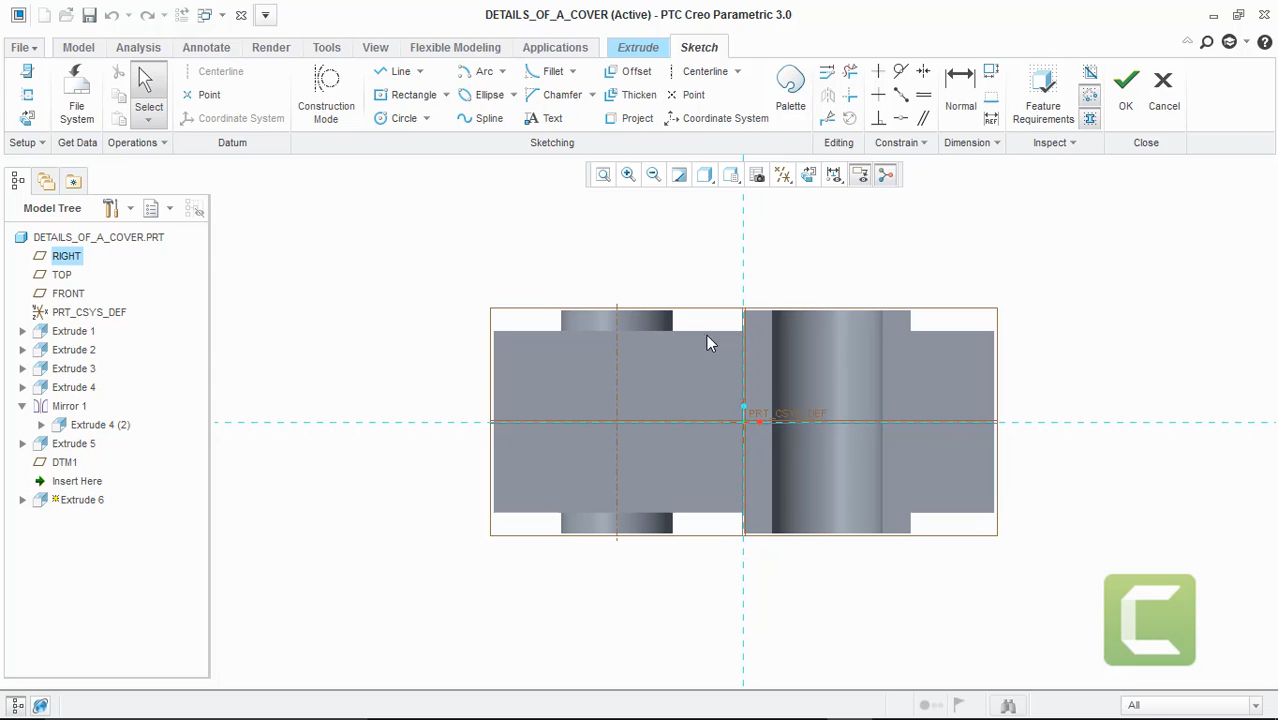 DETAILS_OF_A_COVER (Active) - PTC Creo Parametric 3.0
File Model Analysis Annotate Render Tools View Flexible Modeling Applications Extrude Sketch
File System
Select
Centerline
Point
Coordinate System
Construction Mode
Line Arc Fillet Offset Centerline
Rectangle Ellipse Chamfer Thicken Point
Circle Spline Text Project Coordinate System
Palette
Normal
Feature Requirements
OK Cancel
Setup Get Data Operations Datum Sketching Editing Constrain Dimension Inspect Close
Model Tree
DETAILS_OF_A_COVER.PRT
RIGHT
TOP
FRONT
PRT_CSYS_DEF
Extrude 1
Extrude 2
Extrude 3
Extrude 4
Mirror 1
Extrude 4 (2)
Extrude 5
DTM1
Insert Here
Extrude 6
PRT_CSYS_DEF
All